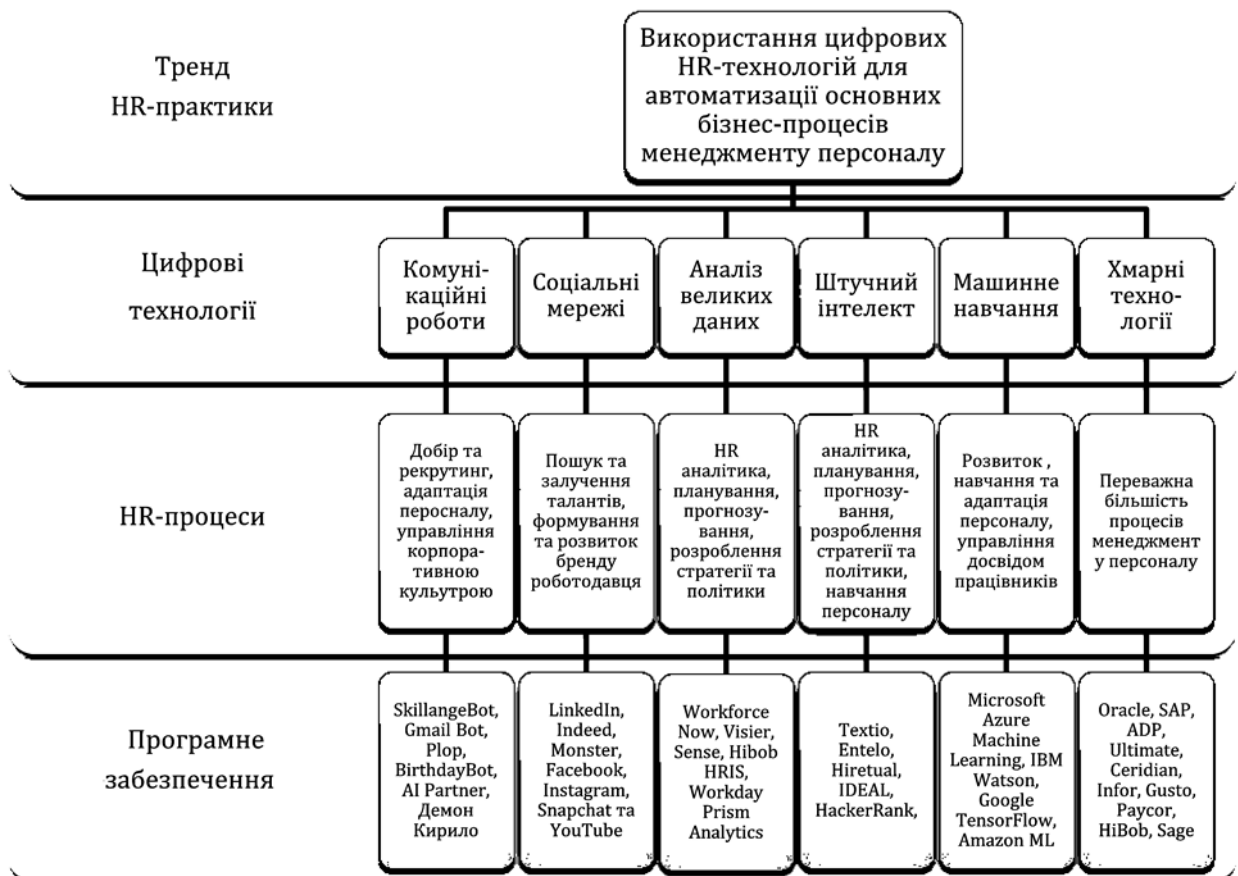 Тренд
HR-практики
Використання цифрових
HR-технологій для
автоматизації основних
бізнес-процесів
менеджменту персоналу
Цифрові
технології
Комуні-
каційні
роботи
Соціальні
мережі
Аналіз
великих
даних
Штучний
інтелект
Машинне
навчання
Хмарні
техно-
логії
HR-процеси
Добір та
рекрутинг,
адаптація
перосналу,
управління
корпора-
тивною
кульутрою
Пошук та
залучення
талантів,
формування
та розвиток
бренду
роботодавця
HR
аналітика,
планування,
прогнозу-
вання,
розроблення
стратегії та
політики
HR
аналітика,
планування,
прогнозу-
вання,
розроблення
стратегії та
політики,
навчання
персоналу
Розвиток ,
навчання та
адаптація
персоналу,
управління
досвідом
працівників
Переважна
більшість
процесів
менеджмент
у персоналу
Програмне
забезпечення
SkillangeBot,
Gmail Bot,
Plop,
BirthdayBot,
AI Partner,
Демон
Кирило
LinkedIn,
Indeed,
Monster,
Facebook,
Instagram,
Snapchat та
YouTube
Workforce
Now, Visier,
Sense, Hibob
HRIS,
Workday
Prism
Analytics
Textio,
Entelo,
Hiretual,
IDEAL,
HackerRank,
Microsoft
Azure
Machine
Learning, IBM
Watson,
Google
TensorFlow,
Amazon ML
Oracle, SAP,
ADP,
Ultimate,
Ceridian,
Infor, Gusto,
Paycor,
HiBob, Sage